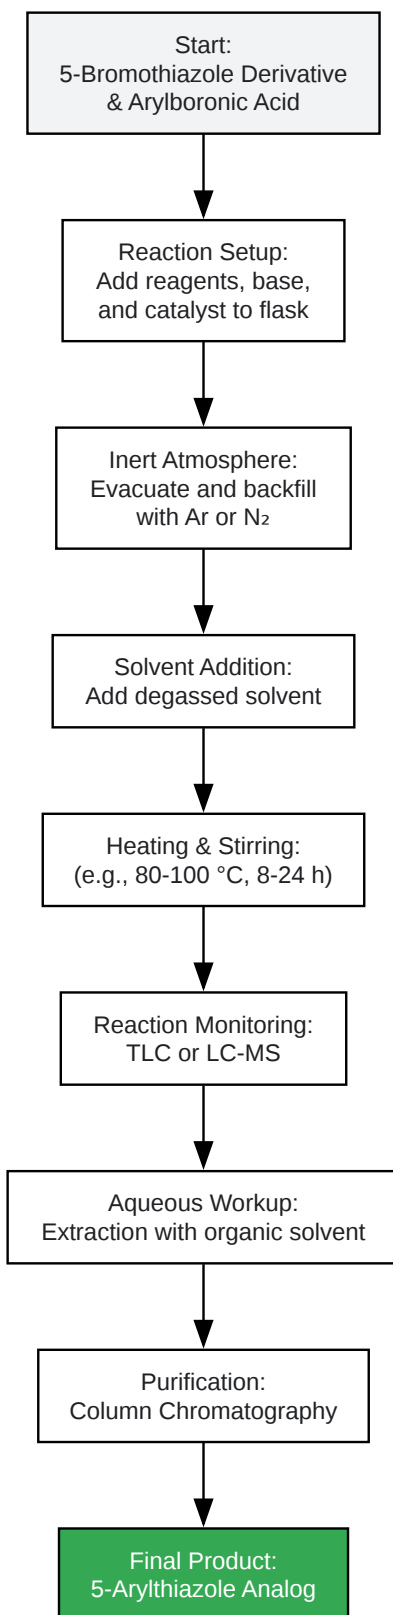 Start:
5-Bromothiazole Derivative
& Arylboronic Acid
Reaction Setup:
Add reagents, base,
and catalyst to flask
Inert Atmosphere:
Evacuate and backfill
with Ar or N₂
Solvent Addition:
Add degassed solvent
Heating & Stirring:
(e.g., 80-100 °C, 8-24 h)
Reaction Monitoring:
TLC or LC-MS
Aqueous Workup:
Extraction with organic solvent
Purification:
Column Chromatography
Final Product:
5-Arylthiazole Analog